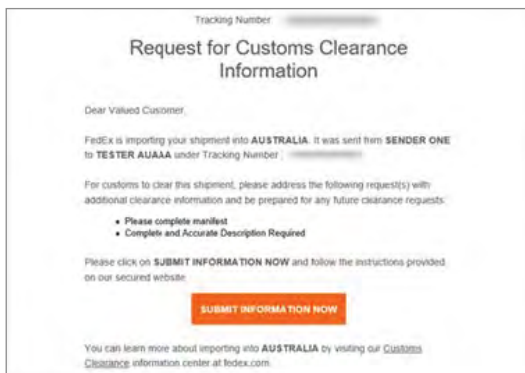 Tracking Number
Request for Customs Clearance
Information
Dear Valued Customer,
FedEx is importing your shipment into AUSTRALIA. It was sent from SENDER ONE
to TESTER AUAAA under Tracking Number :
For customs to clear this shipment, please address the following request(s) with
additional clearance information and be prepared for any future clearance requests:
• Please complete manifest
• Complete and Accurate Description Required
Please click on SUBMIT INFORMATION NOW and follow the instructions provided
on our secured website
SUBMIT INFORMATION NOW
You can learn more about importing into AUSTRALIA by visiting our Customs
Clearance information center at fedex.com.